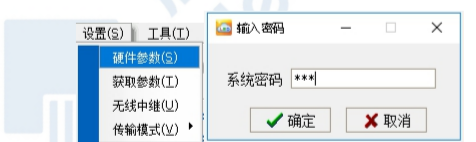 设置(S) 工具(T)
硬件参数(S)
获取参数(T)
无线中继(U)
传输模式(V)
输入密码
系统密码 ***
确定 取消